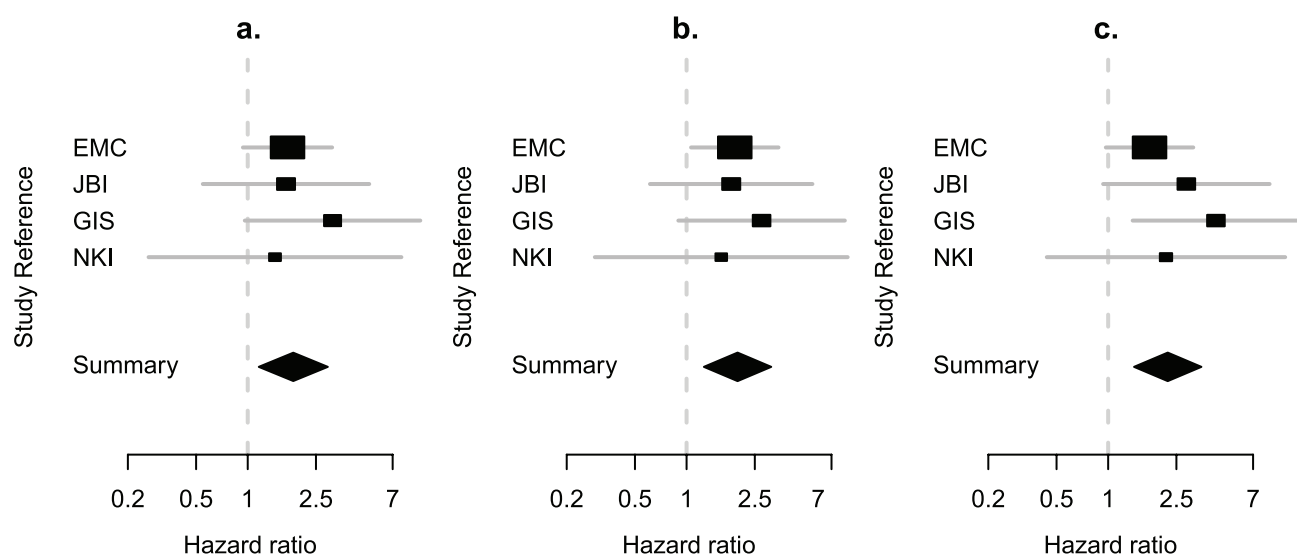 a.
Study Reference
EMC
JBI
GIS
NKI
Summary
0.2 0.5 1 2.5 7
Hazard ratio
b.
Study Reference
EMC
JBI
GIS
NKI
Summary
0.2 0.5 1 2.5 7
Hazard ratio
c.
Study Reference
EMC
JBI
GIS
NKI
Summary
0.2 0.5 1 2.5 7
Hazard ratio